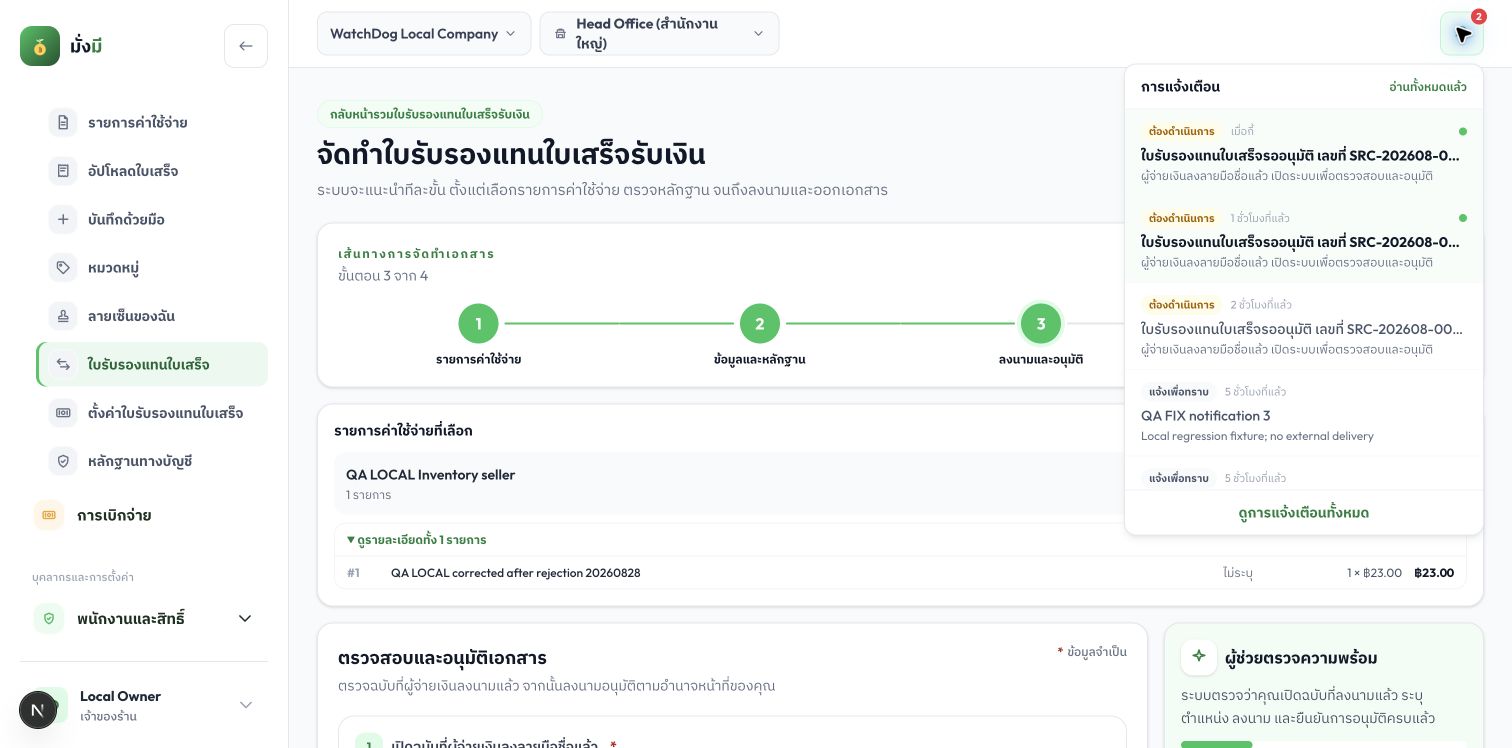 มั่งมี
รายการค่าใช้จ่าย
อัปโหลดใบเสร็จ
บันทึกด้วยมือ
หมวดหมู่
ลายเซ็นของฉัน
ใบรับรองแทนใบเสร็จ
ตั้งค่าใบรับรองแทนใบเสร็จ
หลักฐานทางบัญชี
การเบิกจ่าย
บุคลากรและการตั้งค่า
พนักงานและสิทธิ์
N
Local Owner
เจ้าของร้าน
WatchDog Local Company
Head Office (สำนักงาน
ใหญ่)
2
กลับหน้ารวมใบรับรองแทนใบเสร็จรับเงิน
จัดทำใบรับรองแทนใบเสร็จรับเงิน
ระบบจะแนะนำทีละขั้น ตั้งแต่เลือกรายการค่าใช้จ่าย ตรวจหลักฐาน จนถึงลงนามและออกเอกสาร
เส้นทางการจัดทำเอกสาร
ขั้นตอน 3 จาก 4
1
2
3
รายการค่าใช้จ่าย
ข้อมูลและหลักฐาน
ลงนามและอนุมัติ
รายการค่าใช้จ่ายที่เลือก
QA LOCAL Inventory seller
1 รายการ
▼ ดูรายละเอียดทั้ง 1 รายการ
#1 QA LOCAL corrected after rejection 20260828 ไม่ระบุ 1 × ฿23.00 ฿23.00
ตรวจสอบและอนุมัติเอกสาร
* ข้อมูลจำเป็น
ตรวจฉบับที่ผู้จ่ายเงินลงนามแล้ว จากนั้นลงนามอนุมัติตามอำนาจหน้าที่ของคุณ
1 เปิดฉบับที่ผู้จ่ายเงินลงลายมือชื่อแล้ว *
ผู้ช่วยตรวจความพร้อม
ระบบตรวจว่าคุณเปิดฉบับที่ลงนามแล้ว ระบุ
ตำแหน่ง ลงนาม และยืนยันการอนุมัติครบแล้ว
การแจ้งเตือน
อ่านทั้งหมดแล้ว
ต้องดำเนินการ เมื่อกี้
ใบรับรองแทนใบเสร็จรออนุมัติ เลขที่ SRC-202608-0...
ผู้จ่ายเงินลงลายมือชื่อแล้ว เปิดระบบเพื่อตรวจสอบและอนุมัติ
ต้องดำเนินการ 1 ชั่วโมงที่แล้ว
ใบรับรองแทนใบเสร็จรออนุมัติ เลขที่ SRC-202608-0...
ผู้จ่ายเงินลงลายมือชื่อแล้ว เปิดระบบเพื่อตรวจสอบและอนุมัติ
ต้องดำเนินการ 2 ชั่วโมงที่แล้ว
ใบรับรองแทนใบเสร็จรออนุมัติ เลขที่ SRC-202608-00...
ผู้จ่ายเงินลงลายมือชื่อแล้ว เปิดระบบเพื่อตรวจสอบและอนุมัติ
แจ้งเพื่อทราบ 5 ชั่วโมงที่แล้ว
QA FIX notification 3
Local regression fixture; no external delivery
แจ้งเพื่อทราบ 5 ชั่วโมงที่แล้ว
ดูการแจ้งเตือนทั้งหมด